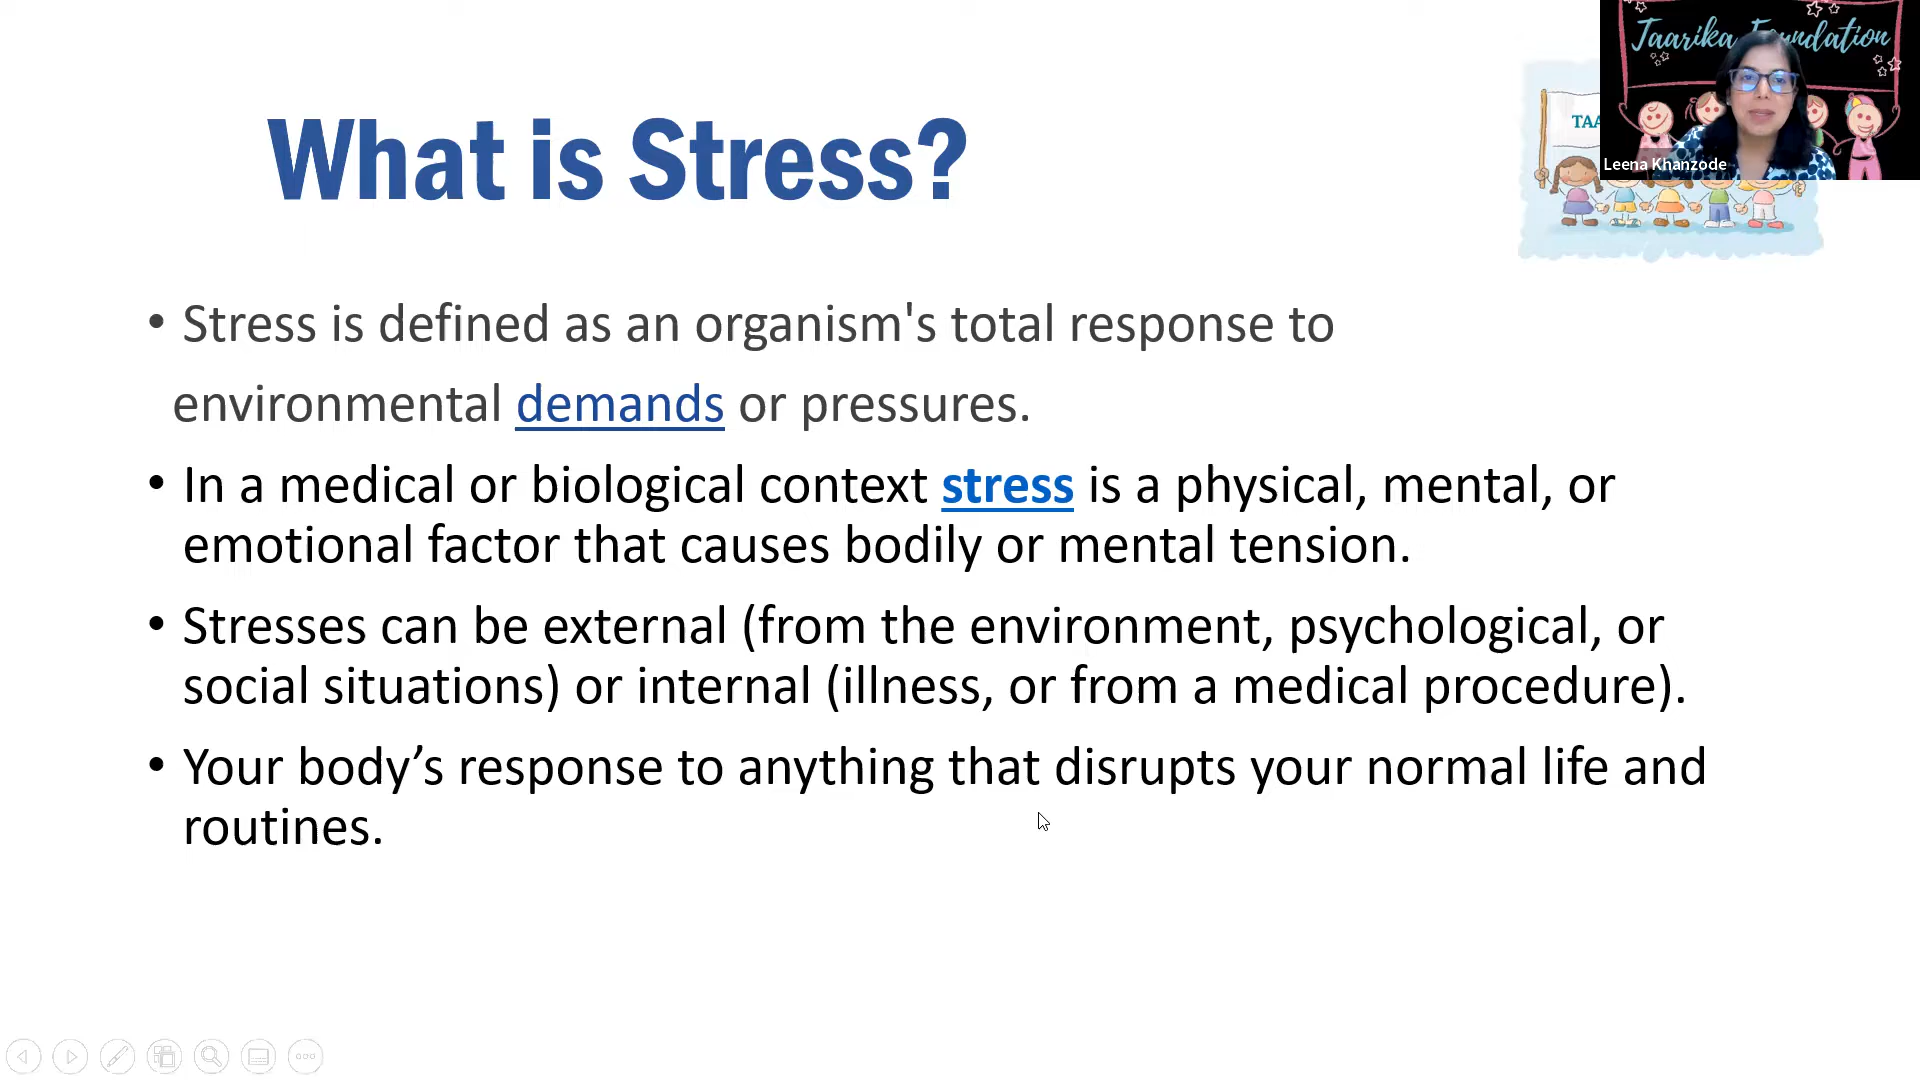 Taarika Foundation
TAA
Leena Khanzode
What is Stress?
• Stress is defined as an organism's total response to
environmental demands or pressures.
• In a medical or biological context stress is a physical, mental, or
emotional factor that causes bodily or mental tension.
• Stresses can be external (from the environment, psychological, or
social situations) or internal (illness, or from a medical procedure).
• Your body’s response to anything that disrupts your normal life and
routines.